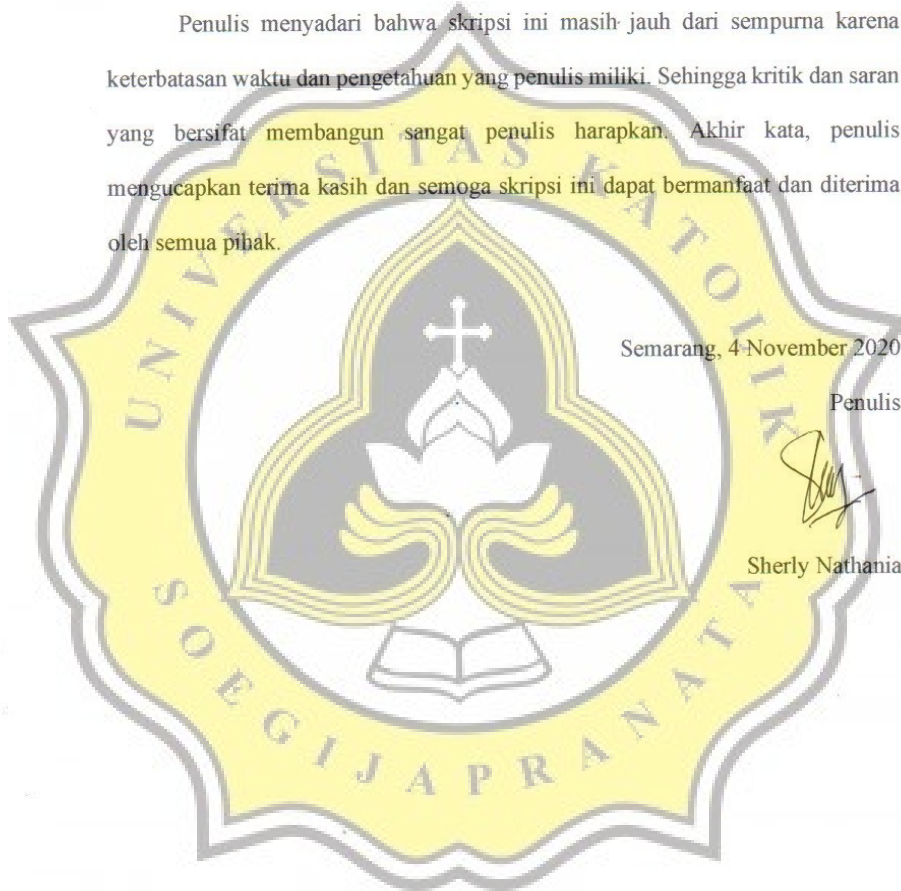 Penulis menyadari bahwa skripsi ini masih jauh dari sempurna karena
keterbatasan waktu dan pengetahuan yang penulis miliki. Sehingga kritik dan saran
yang bersifat membangun sangat penulis harapkan. Akhir kata, penulis
mengucapkan terima kasih dan semoga skripsi ini dapat bermanfaat dan diterima
oleh semua pihak.
Semarang, 4 November 2020
Penulis
Sherly Nathania
UNIVERSITAS KATOLIK
SOEGIJAPRANATA